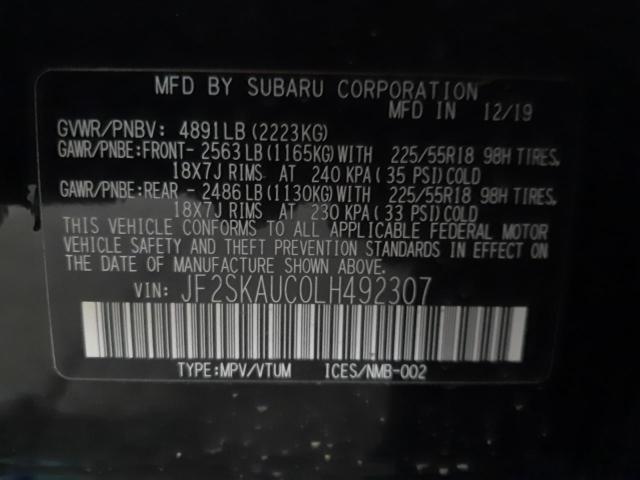 MFD BY SUBARU CORPORATION
MFD IN 12/19
GVWR/PNBV: 4891LB (2223KG)
GAWR/PNBE:FRONT- 2563LB(1165KG)WITH 225/55R18 98H TIRES,
18X7J RIMS AT 240 KPA(35 PSI)COLD
GAWR/PNBE:REAR - 2486LB(1130KG)WITH 225/55R18 98H TIRES,
18X7J RIMS AT 230 KPA(33 PSI)COLD
THIS VEHICLE CONFORMS TO ALL APPLICABLE FEDERAL MOTOR
VEHICLE SAFETY AND THEFT PREVENTION STANDARDS IN EFFECT ON
THE DATE OF MANUFACTURE SHOWN ABOVE.
VIN: JF2SKAUC0LH492307
TYPE:MPV/VTUM ICES/NMB-002